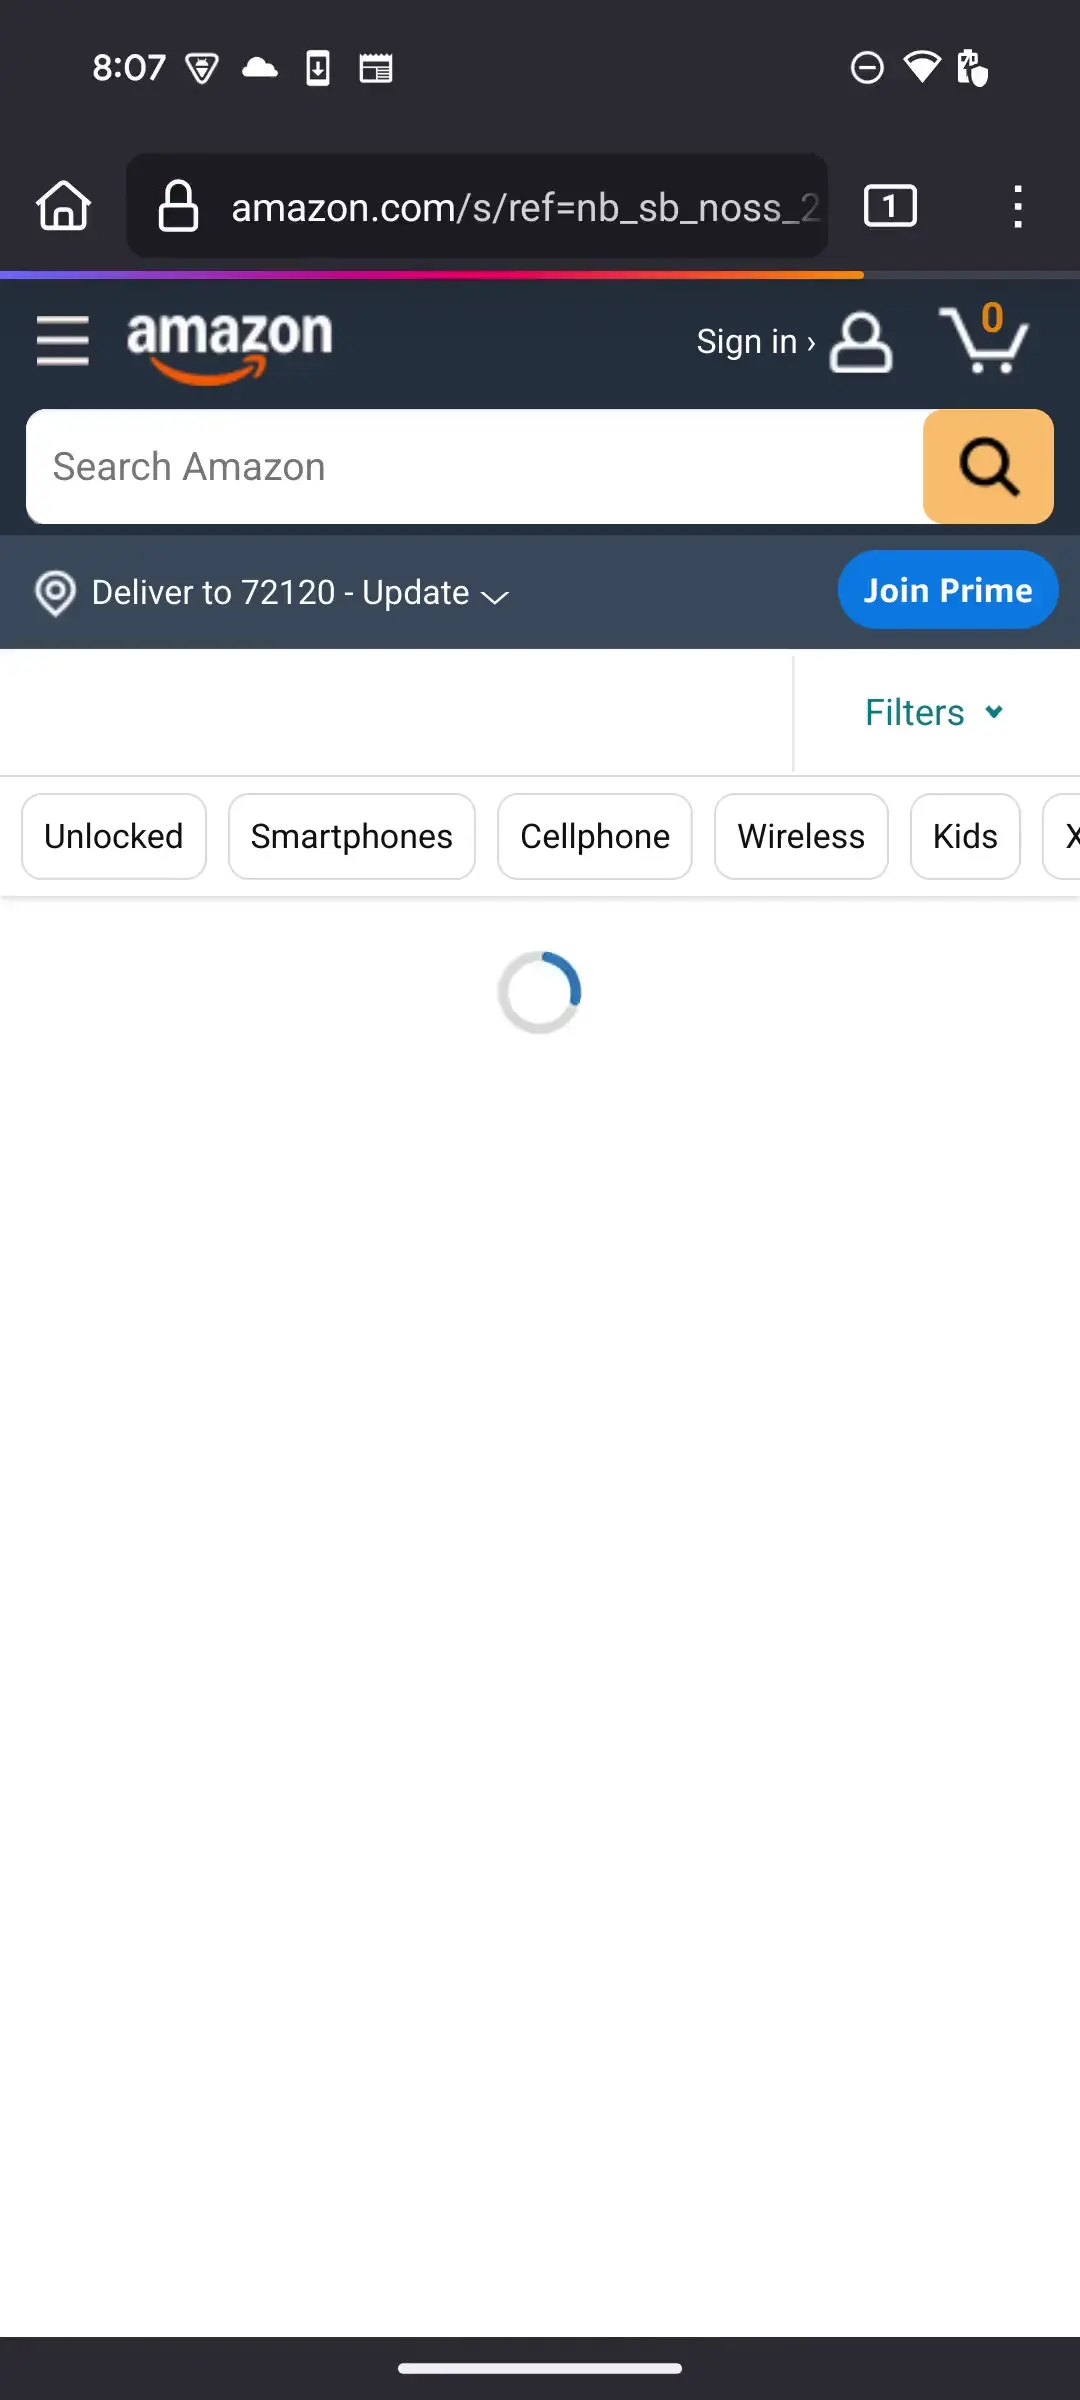 8:07
amazon.com/s/ref=nb_sb_noss_2
1
amazon
Sign in ›
0
Search Amazon
Deliver to 72120 - Update
Join Prime
Filters
Unlocked
Smartphones
Cellphone
Wireless
Kids
X